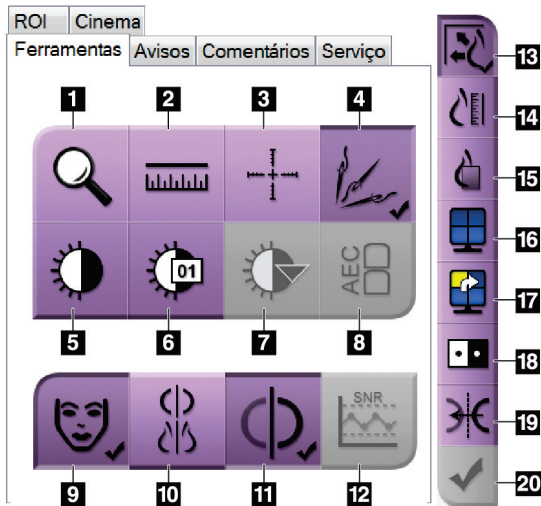 ROI Cinema
Ferramentas Avisos Comentários Serviço
1 2 3 4
01
AEC
5 6 7 8
SNR
9 10 11 12
13
14
15
16
17
18
19
20